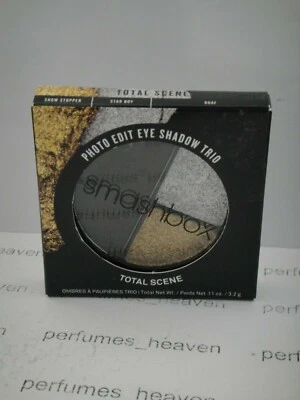 TOTAL SCENE
SHOW STOPPER
STAR BOY
PHOTO EDIT EYE SHADOW TRIO
smashbox
TOTAL SCENE
OMBRES À PAUPIÈRES TRIO / Total Net Wt. / Poids Net .11 oz. / 3.2 g
perfumes_heaven
perfumes_heaven